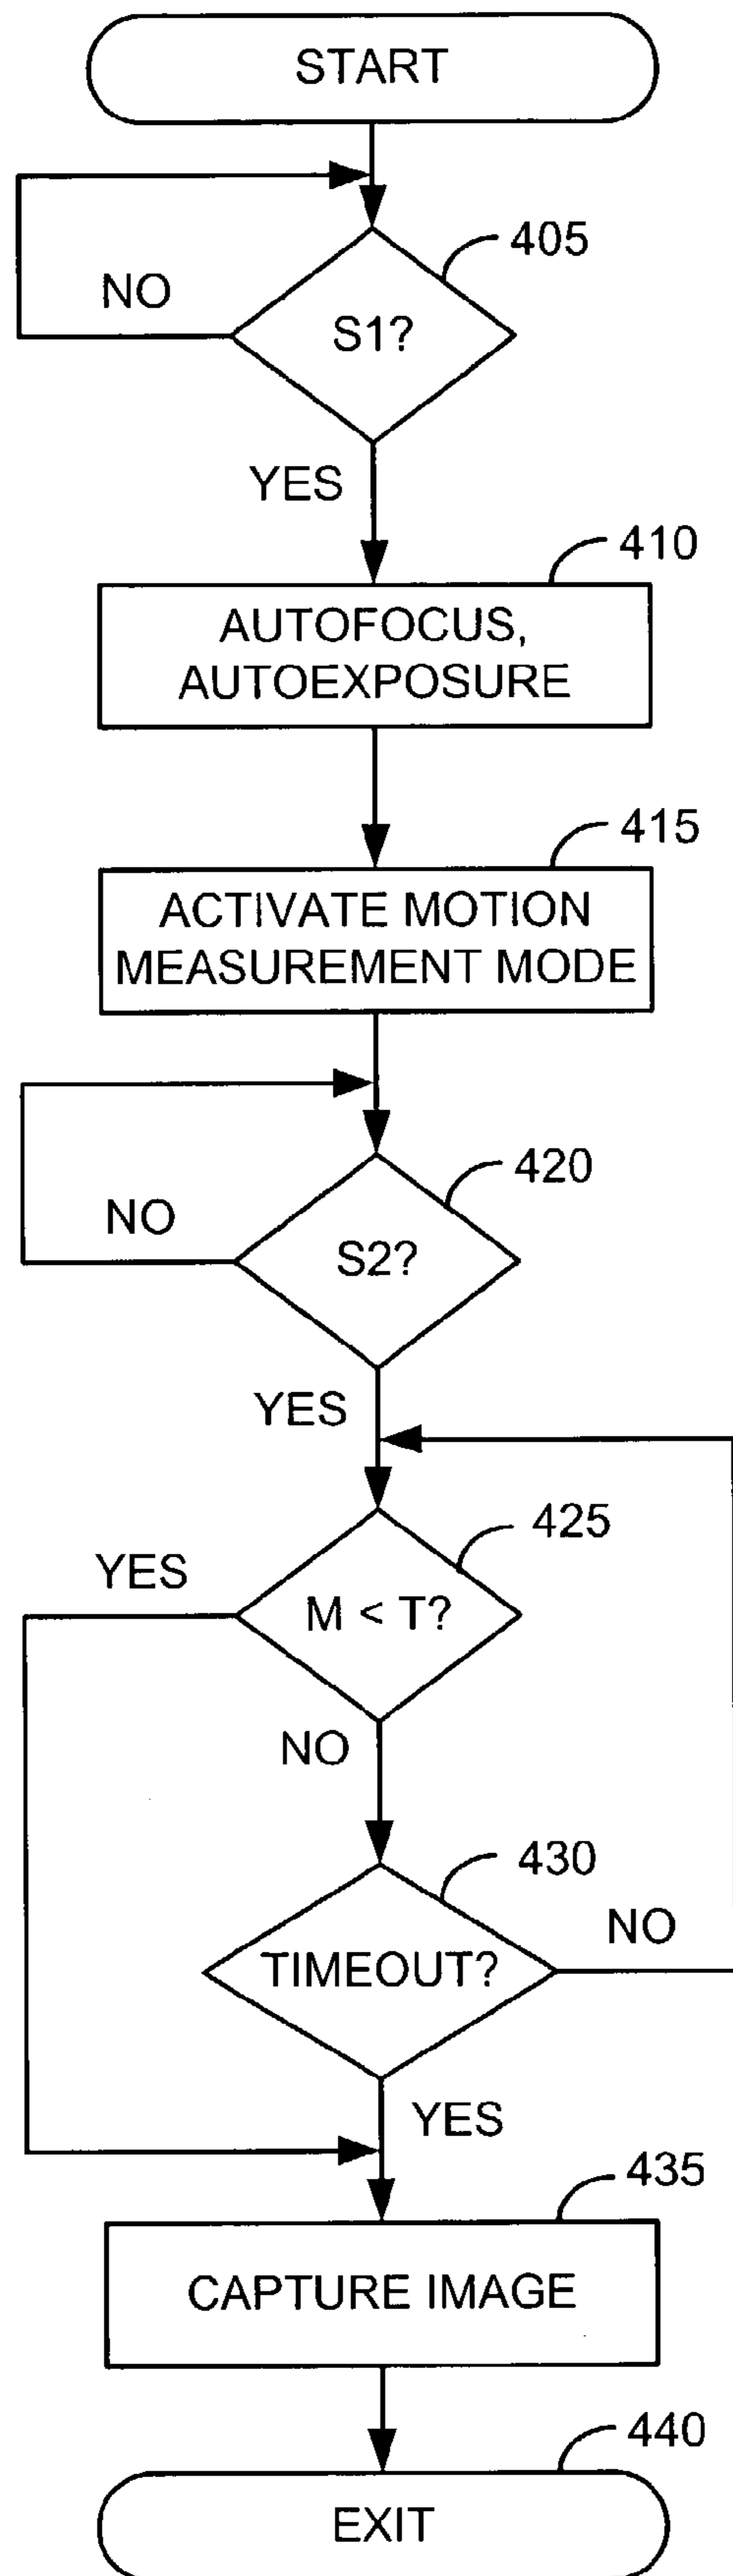 START
405
NO
S1?
YES
410
AUTOFOCUS,
AUTOEXPOSURE
415
ACTIVATE MOTION
MEASUREMENT MODE
420
NO
S2?
YES
425
YES
M < T?
NO
430
NO
TIMEOUT?
YES
435
CAPTURE IMAGE
440
EXIT